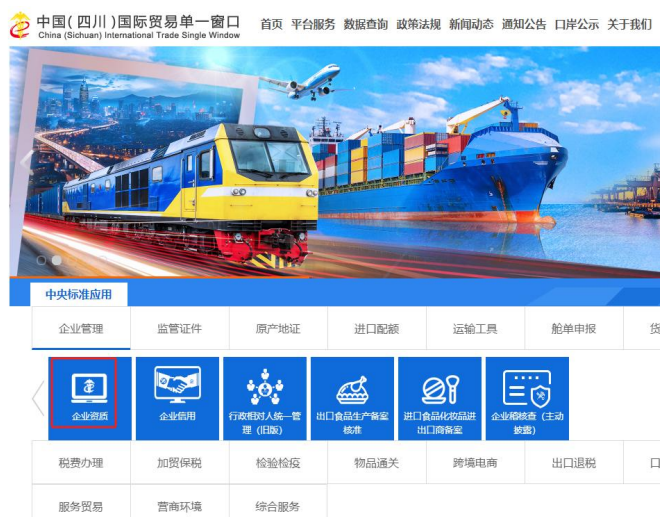 中国(四川)国际贸易单一窗口
China (Sichuan) International Trade Single Window
首页 平台服务 数据查询 政策法规 新闻动态 通知公告 口岸公示 关于我们
中央标准应用
企业管理 监管证件 原产地证 进口配额 运输工具 舱单申报 货
企业资质 企业信用 行政相对人统一管 进口食品生产备案 进口食品化妆品进 企业稽核查（主动
理（旧版） 核准 出口商备案 披露）
税费办理 加贸保税 检验检疫 物品通关 跨境电商 出口退税 口
服务贸易 营商环境 综合服务